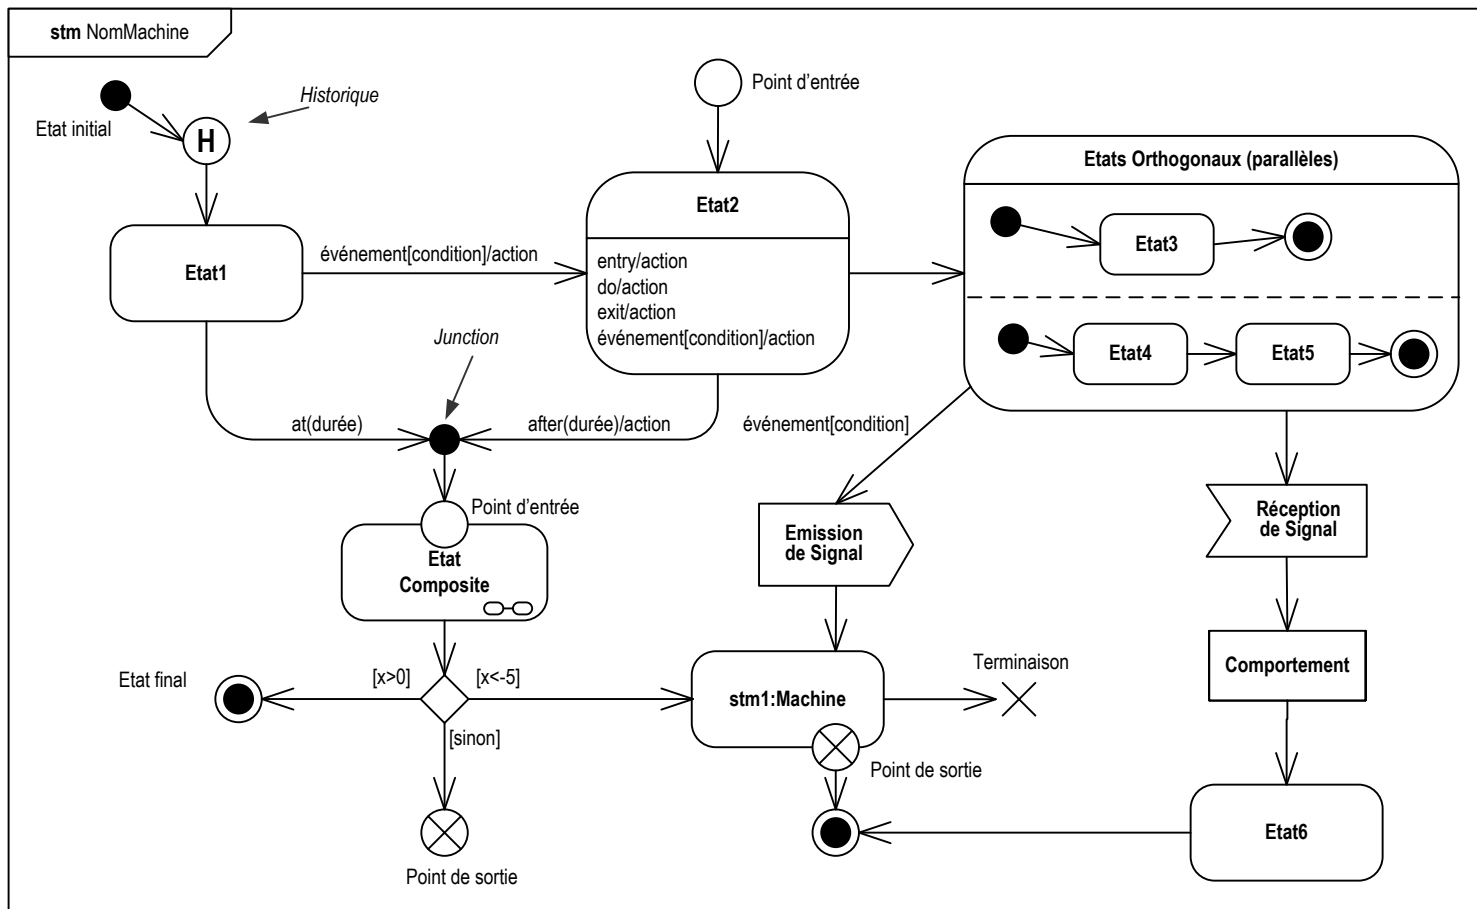 stm NomMachine
Etat initial
Historique
H
Point d'entrée
Etat1
événement[condition]/action
Etat2
entry/action
do/action
exit/action
événement[condition]/action
Etats Orthogonaux (parallèles)
Etat3
Etat4
Etat5
Junction
at(durée)
after(durée)/action
événement[condition]
Point d'entrée
Etat
Composite
Emission
de Signal
Réception
de Signal
Comportement
Etat final
[x>0]
[x<-5]
[sinon]
stm1:Machine
Terminaison
Point de sortie
Point de sortie
Etat6